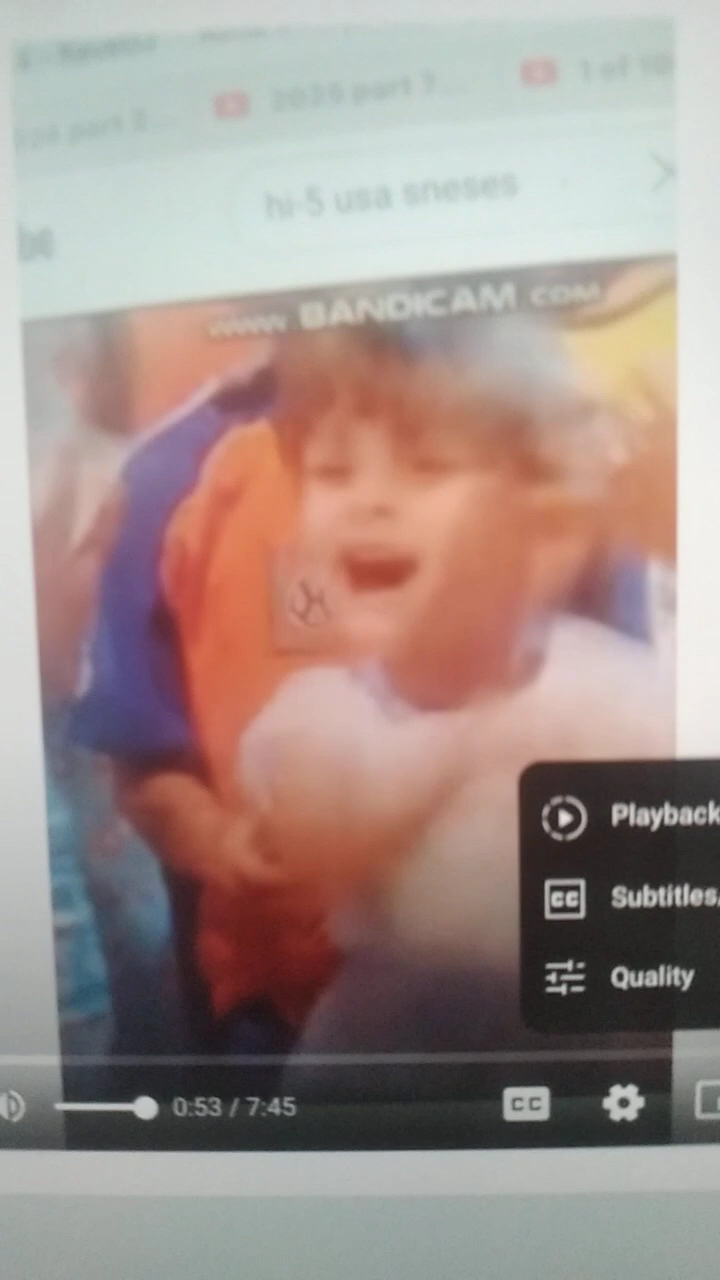 2025 part 7...
1 of 10
be
hi-5 usa sneses
www.BANDICAM.COM
Playback
Subtitles/
Quality
0:53 / 7:45
CC